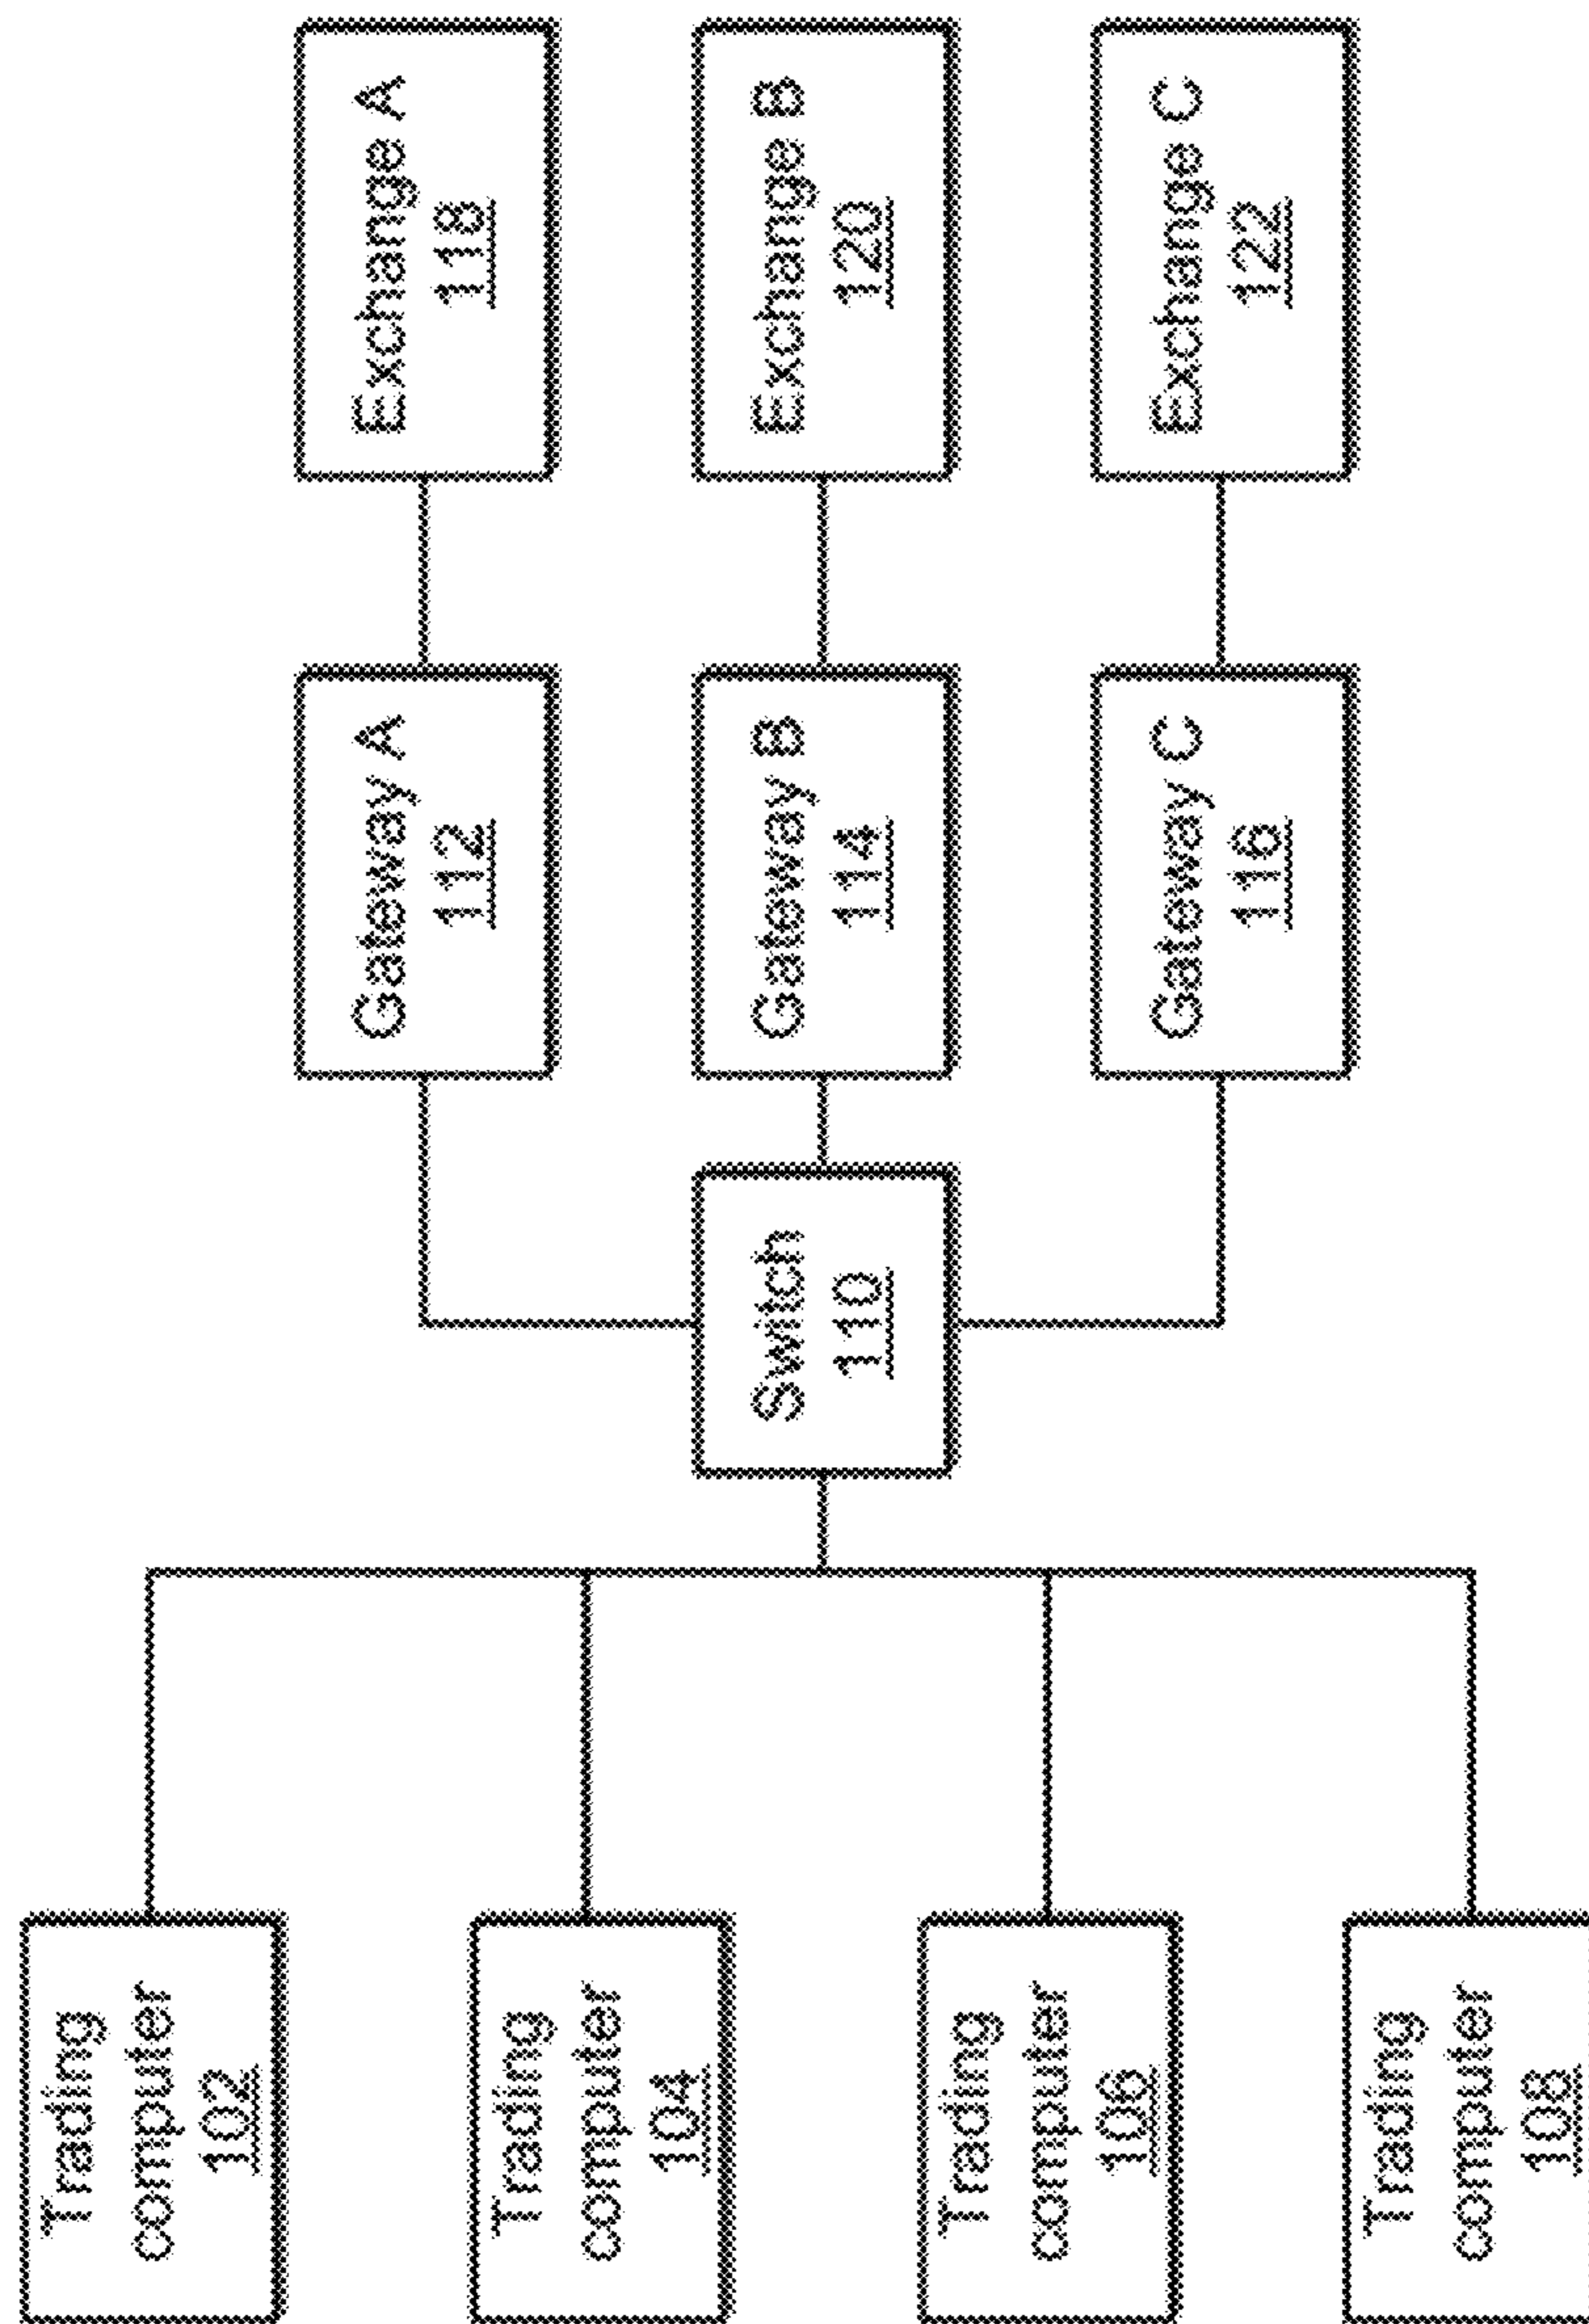 Trading
computer
102
Trading
computer
104
Trading
computer
106
Trading
computer
108
Switch
110
Gateway A
112
Gateway B
114
Gateway C
116
Exchange A
118
Exchange B
120
Exchange C
122